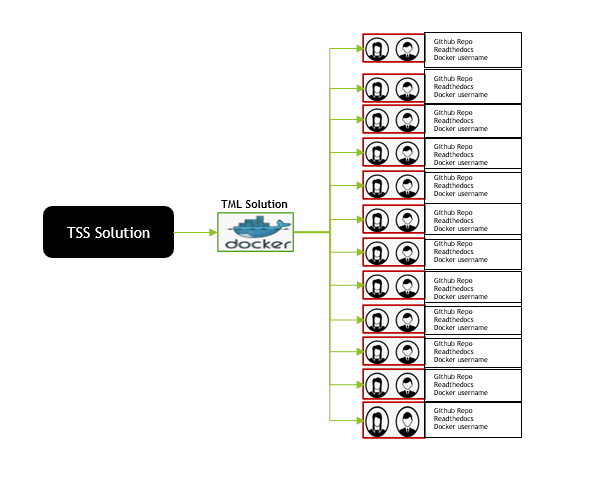 Github Repo
Readthedocs
Docker username
Github Repo
Readthedocs
Docker username
Github Repo
Readthedocs
Docker username
Github Repo
Readthedocs
Docker username
Github Repo
Readthedocs
Docker username
TML Solution
TSS Solution
docker
Github Repo
Readthedocs
Docker username
Github Repo
Readthedocs
Docker username
Github Repo
Readthedocs
Docker username
Github Repo
Readthedocs
Docker username
Github Repo
Readthedocs
Docker username
Github Repo
Readthedocs
Docker username
Github Repo
Readthedocs
Docker username